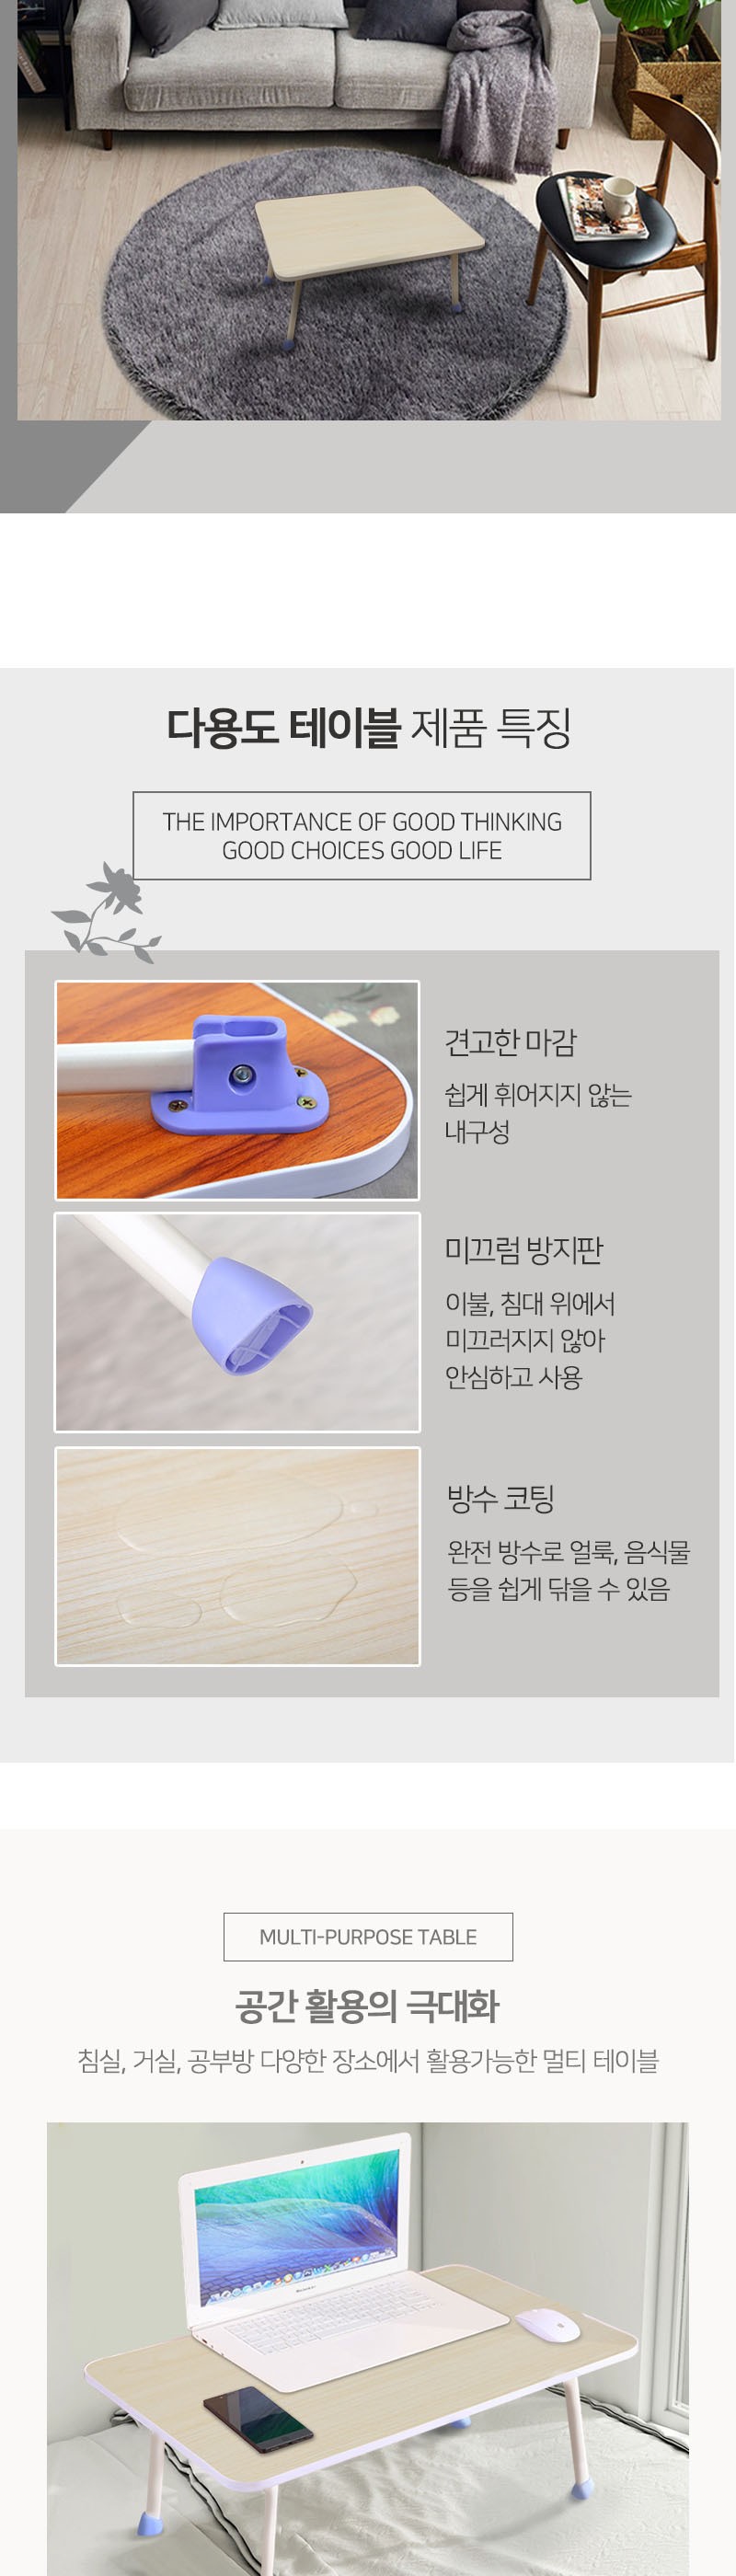 다용도 테이블 제품 특징
THE IMPORTANCE OF GOOD THINKING
GOOD CHOICES GOOD LIFE
견고한 마감
쉽게 휘어지지 않는
내구성
미끄럼 방지판
이불, 침대 위에서
미끄러지지 않아
안심하고 사용
방수 코팅
완전 방수로 얼룩, 음식물
등을 쉽게 닦을 수 있음
MULTI-PURPOSE TABLE
공간 활용의 극대화
침실, 거실, 공부방 다양한 장소에서 활용가능한 멀티 테이블